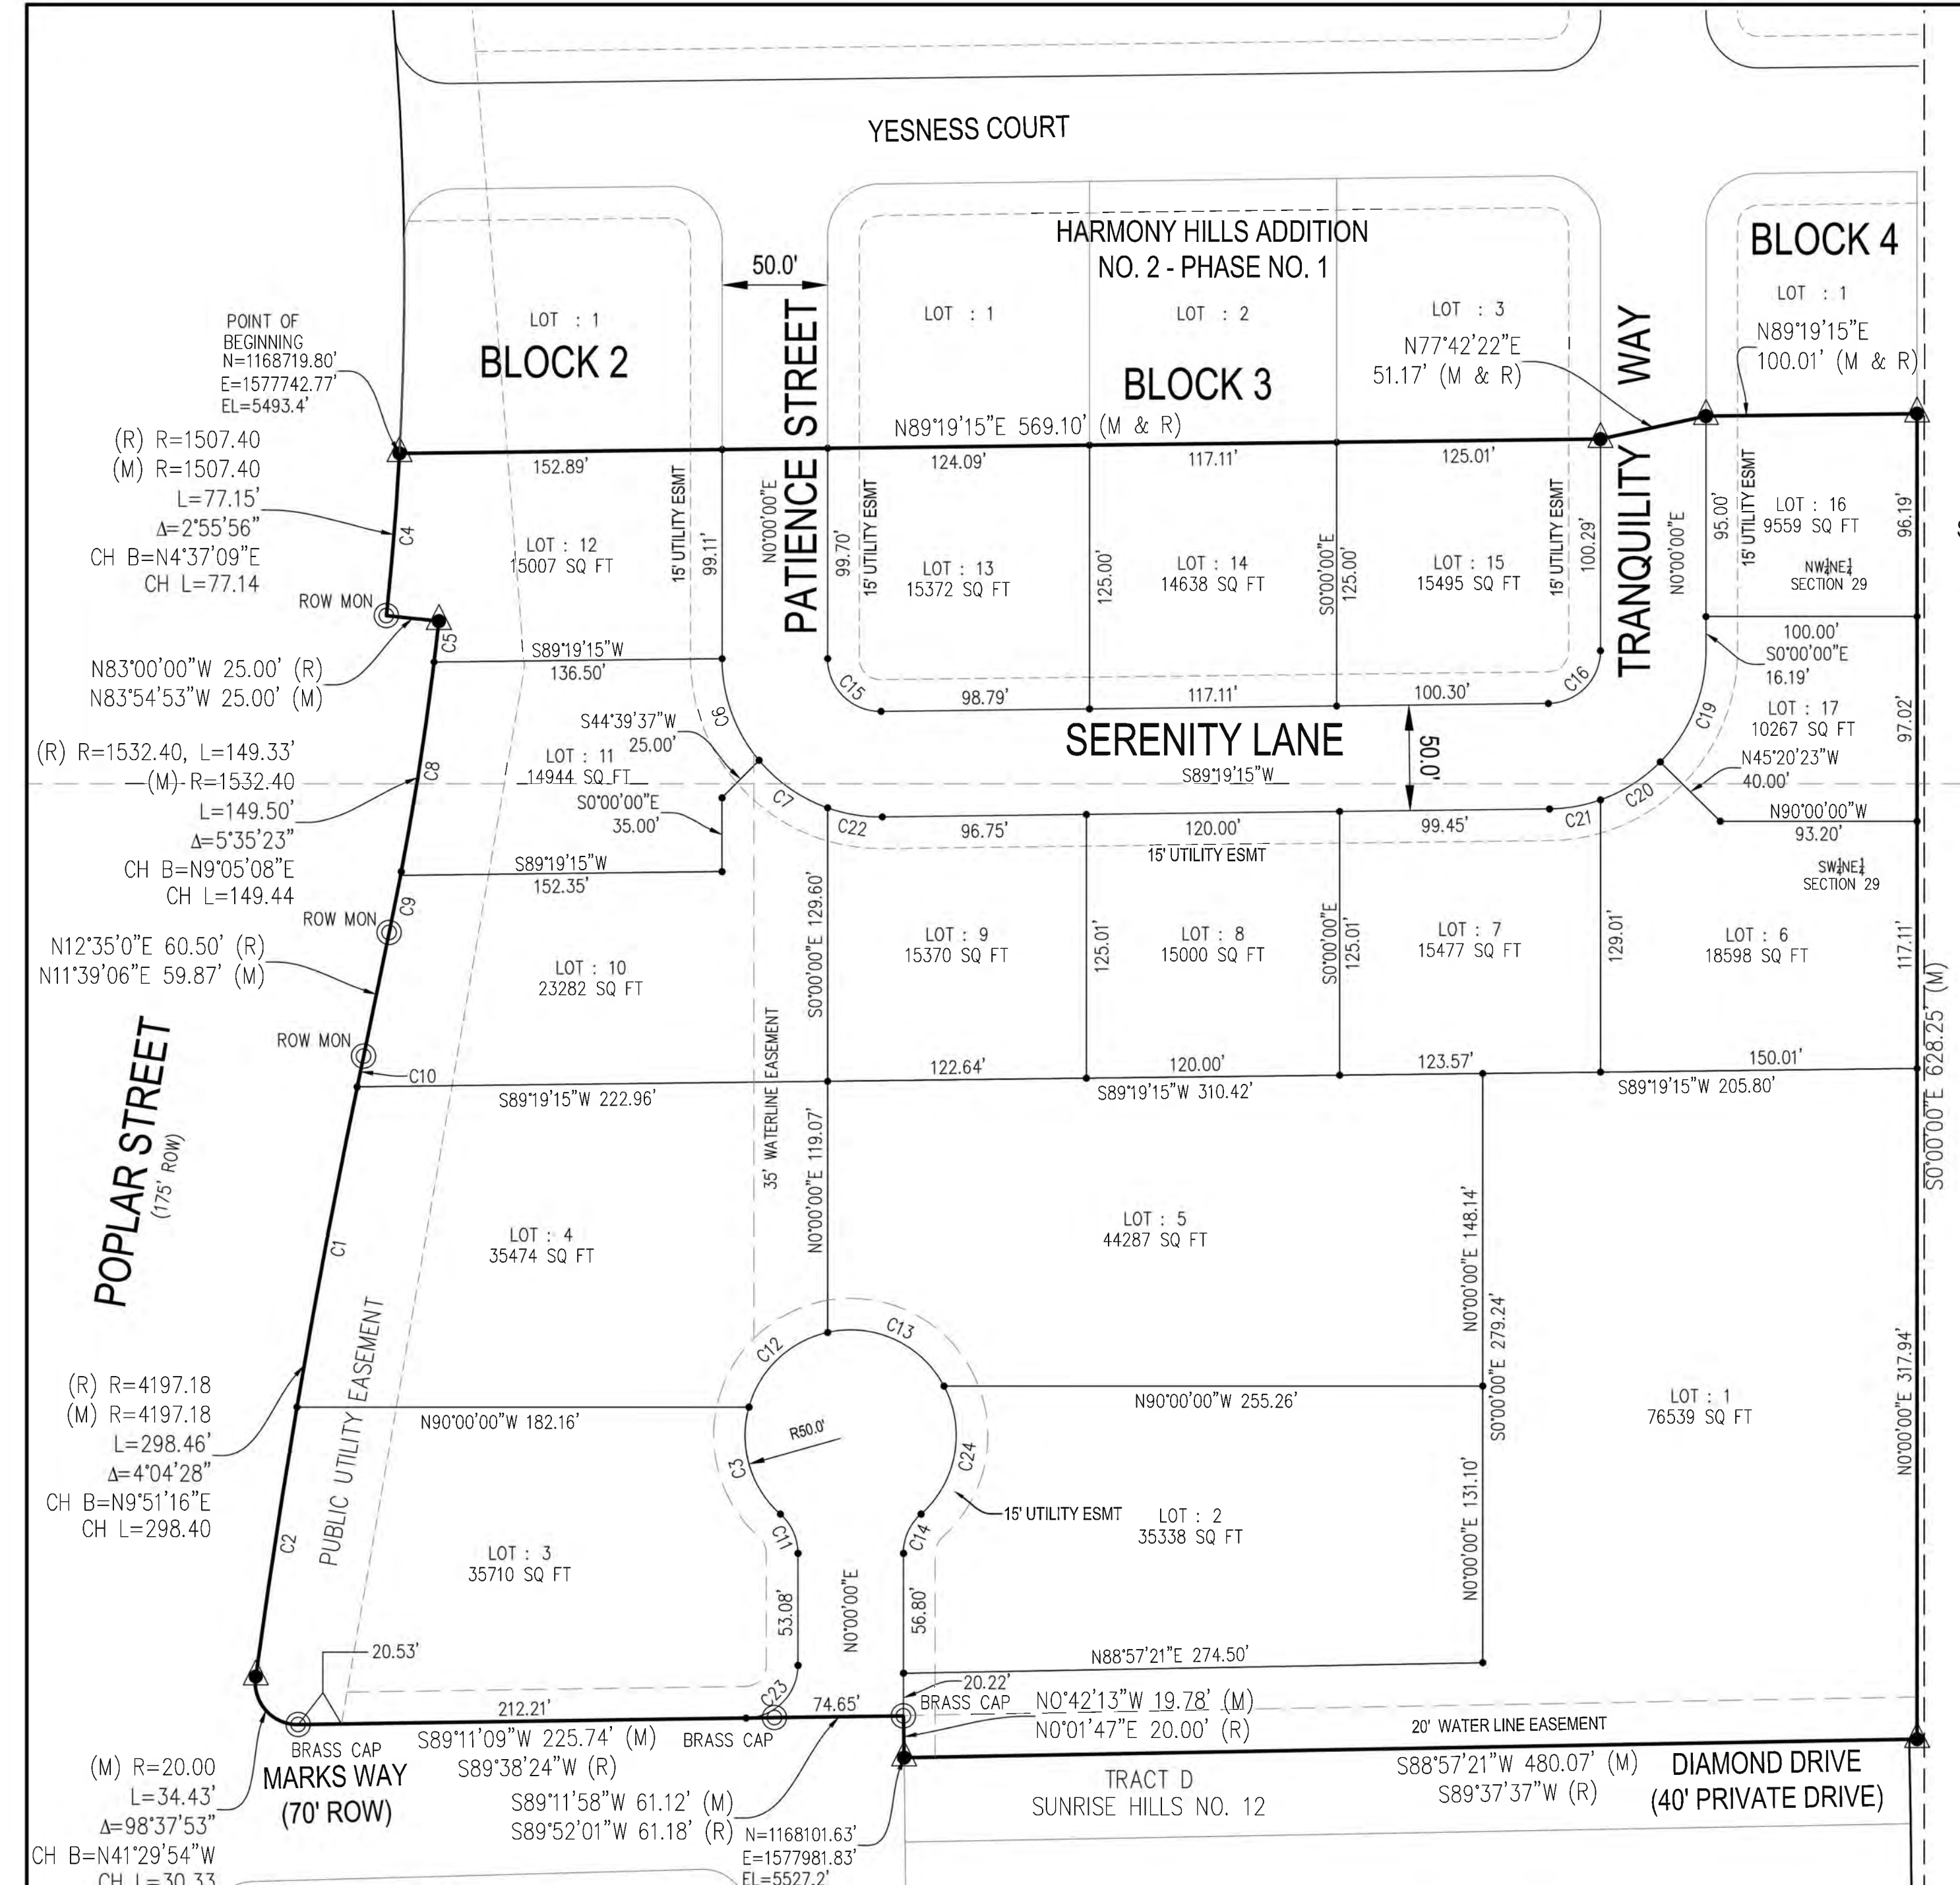 YESNESS COURT
HARMONY HILLS ADDITION
NO. 2 - PHASE NO. 1
BLOCK 4
LOT : 1
N89°19'15"E
100.01' (M & R)
50.0'
POINT OF
BEGINNING
N=1168719.80'
E=1577742.77'
EL=5493.4'
LOT : 1
BLOCK 2
PATIENCE STREET
LOT : 1
LOT : 2
LOT : 3
BLOCK 3
N77°42'22"E
51.17' (M & R)
TRANQUILITY WAY
N89°19'15"E 569.10' (M & R)
(R) R=1507.40
(M) R=1507.40
L=77.15'
Δ=2°55'56"
CH B=N4°37'09"E
CH L=77.14
C4
ROW MON
152.89'
124.09'
117.11'
125.01'
15' UTILITY ESMT
99.11'
N0°00'00"E
99.70'
15' UTILITY ESMT
LOT : 12
15007 SQ FT
LOT : 13
15372 SQ FT
125.00'
LOT : 14
14638 SQ FT
S0°00'00"E
125.00'
LOT : 15
15495 SQ FT
15' UTILITY ESMT
100.29'
N0°00'00"E
95.00'
15' UTILITY ESMT
LOT : 16
9559 SQ FT
96.19'
NW¼NE¼
SECTION 29
N83°00'00"W 25.00' (R)
N83°54'53"W 25.00' (M)
C5
S89°19'15"W
136.50'
C6
C15
98.79'
117.11'
100.30'
C16
100.00'
S0°00'00"E
16.19'
C19
LOT : 17
10267 SQ FT
97.02'
N45°20'23"W
40.00'
N90°00'00"W
93.20'
(R) R=1532.40, L=149.33'
(M) R=1532.40
L=149.50'
Δ=5°35'23"
CH B=N9°05'08"E
CH L=149.44
C8
LOT : 11
14944 SQ FT
S44°39'37"W
25.00'
S0°00'00"E
35.00'
C7
C22
SERENITY LANE
S89°19'15"W
50.0'
96.75'
120.00'
99.45'
C21
C20
15' UTILITY ESMT
S89°19'15"W
152.35'
SW¼NE¼
SECTION 29
ROW MON
C9
N12°35'0"E 60.50' (R)
N11°39'06"E 59.87' (M)
LOT : 10
23282 SQ FT
S0°00'00"E 129.60'
LOT : 9
15370 SQ FT
125.01'
LOT : 8
15000 SQ FT
S0°00'00"E
125.01'
LOT : 7
15477 SQ FT
129.01'
LOT : 6
18598 SQ FT
117.11'
S0°00'00"E 628.25' (M)
ROW MON
C10
35' WATERLINE EASEMENT
122.64'
120.00'
123.57'
150.01'
S89°19'15"W 222.96'
S89°19'15"W 310.42'
S89°19'15"W 205.80'
POPLAR STREET
(175' ROW)
C1
LOT : 4
35474 SQ FT
N0°00'00"E 119.07'
LOT : 5
44287 SQ FT
N0°00'00"E 148.14'
S0°00'00"E 279.24'
C12
C13
PUBLIC UTILITY EASEMENT
(R) R=4197.18
(M) R=4197.18
L=298.46'
Δ=4°04'28"
CH B=N9°51'16"E
CH L=298.40
N90°00'00"W 182.16'
R50.0'
C3
C24
N90°00'00"W 255.26'
LOT : 1
76539 SQ FT
N0°00'00"E 317.94'
C2
LOT : 3
35710 SQ FT
C11
C14
15' UTILITY ESMT
LOT : 2
35338 SQ FT
N0°00'00"E 131.10'
53.08'
N0°00'00"E
56.80'
20.53'
N88°57'21"E 274.50'
C23
20.22'
212.21'
74.65'
BRASS CAP
N0°42'13"W 19.78' (M)
N0°01'47"E 20.00' (R)
20' WATER LINE EASEMENT
BRASS CAP
S89°11'09"W 225.74' (M)
S89°38'24"W (R)
BRASS CAP
MARKS WAY
(70' ROW)
S89°11'58"W 61.12' (M)
S89°52'01"W 61.18' (R)
TRACT D
SUNRISE HILLS NO. 12
S88°57'21"W 480.07' (M)
S89°37'37"W (R)
DIAMOND DRIVE
(40' PRIVATE DRIVE)
(M) R=20.00
L=34.43'
Δ=98°37'53"
CH B=N41°29'54"W
CH L=30.33
N=1168101.63'
E=1577981.83'
EL=5527.2'